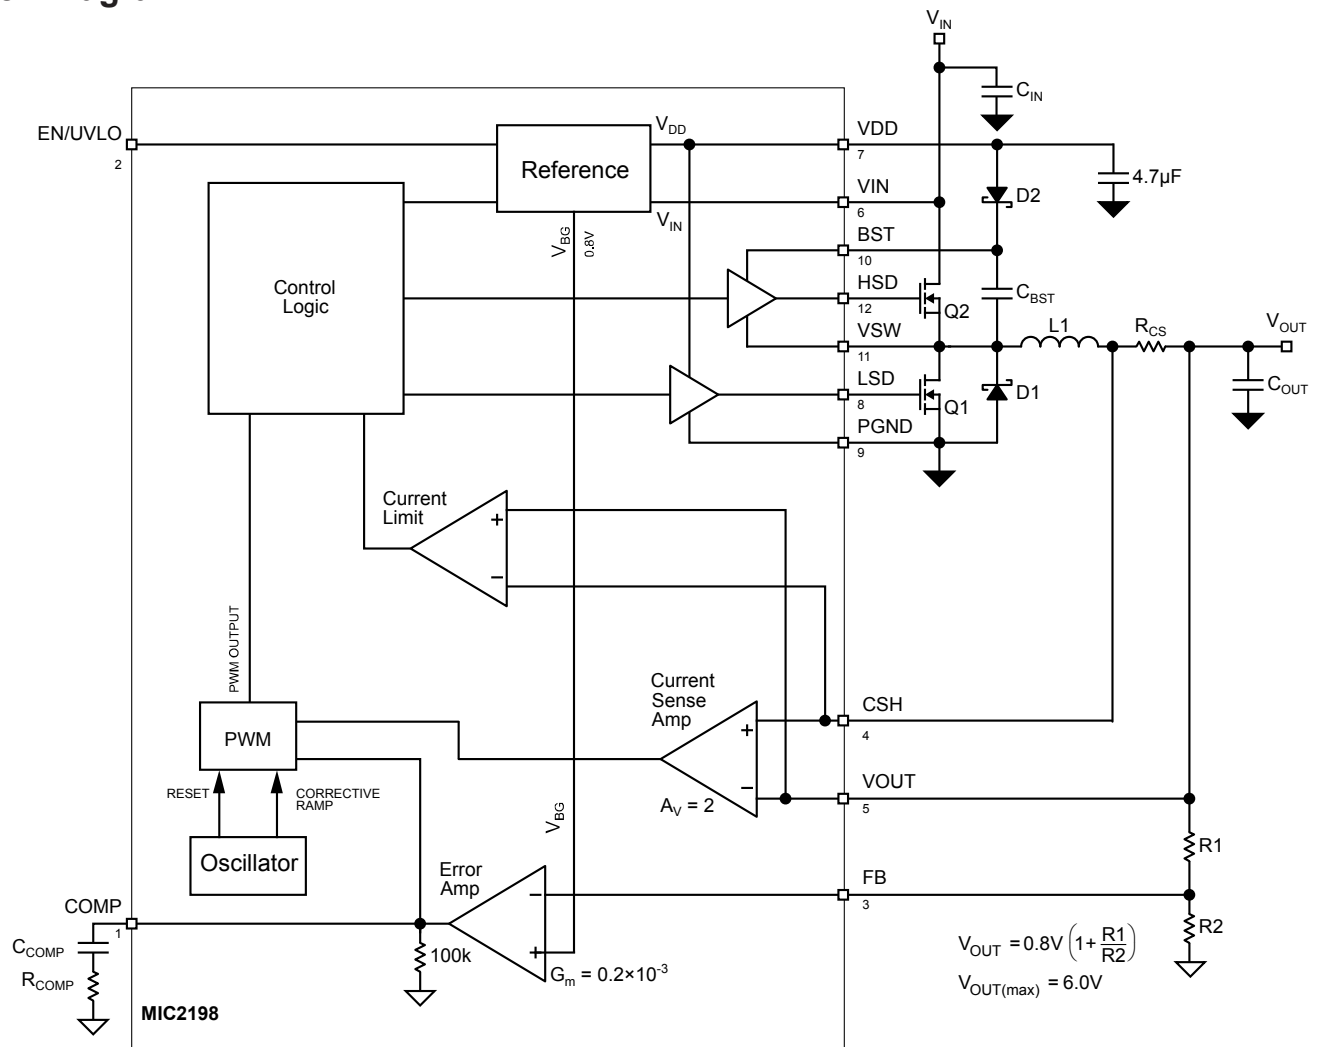 V_IN
C_IN
EN/UVLO
2
Reference
V_DD
V_IN
VDD
7
4.7µF
VIN
6
D2
V_BG
0.8V
BST
10
Control
Logic
HSD
12
Q2
C_BST
VSW
11
L1
R_CS
V_OUT
C_OUT
LSD
8
Q1
D1
PGND
9
Current
Limit
+
−
PWM OUTPUT
Current
Sense
Amp
+
−
A_V = 2
CSH
4
PWM
RESET
CORRECTIVE
RAMP
Oscillator
VOUT
5
V_BG
R1
Error
Amp
−
+
FB
3
R2
COMP
1
C_COMP
R_COMP
100k
G_m = 0.2×10⁻³
V_OUT = 0.8V (1+ R1/R2)
V_OUT(max) = 6.0V
MIC2198